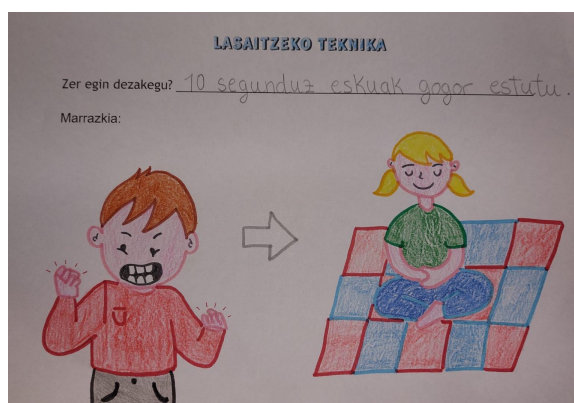 LASAITZEKO TEKNIKA
Zer egin dezakegu? 10 segunduz eskuak gogor estutu.
Marrazkia: